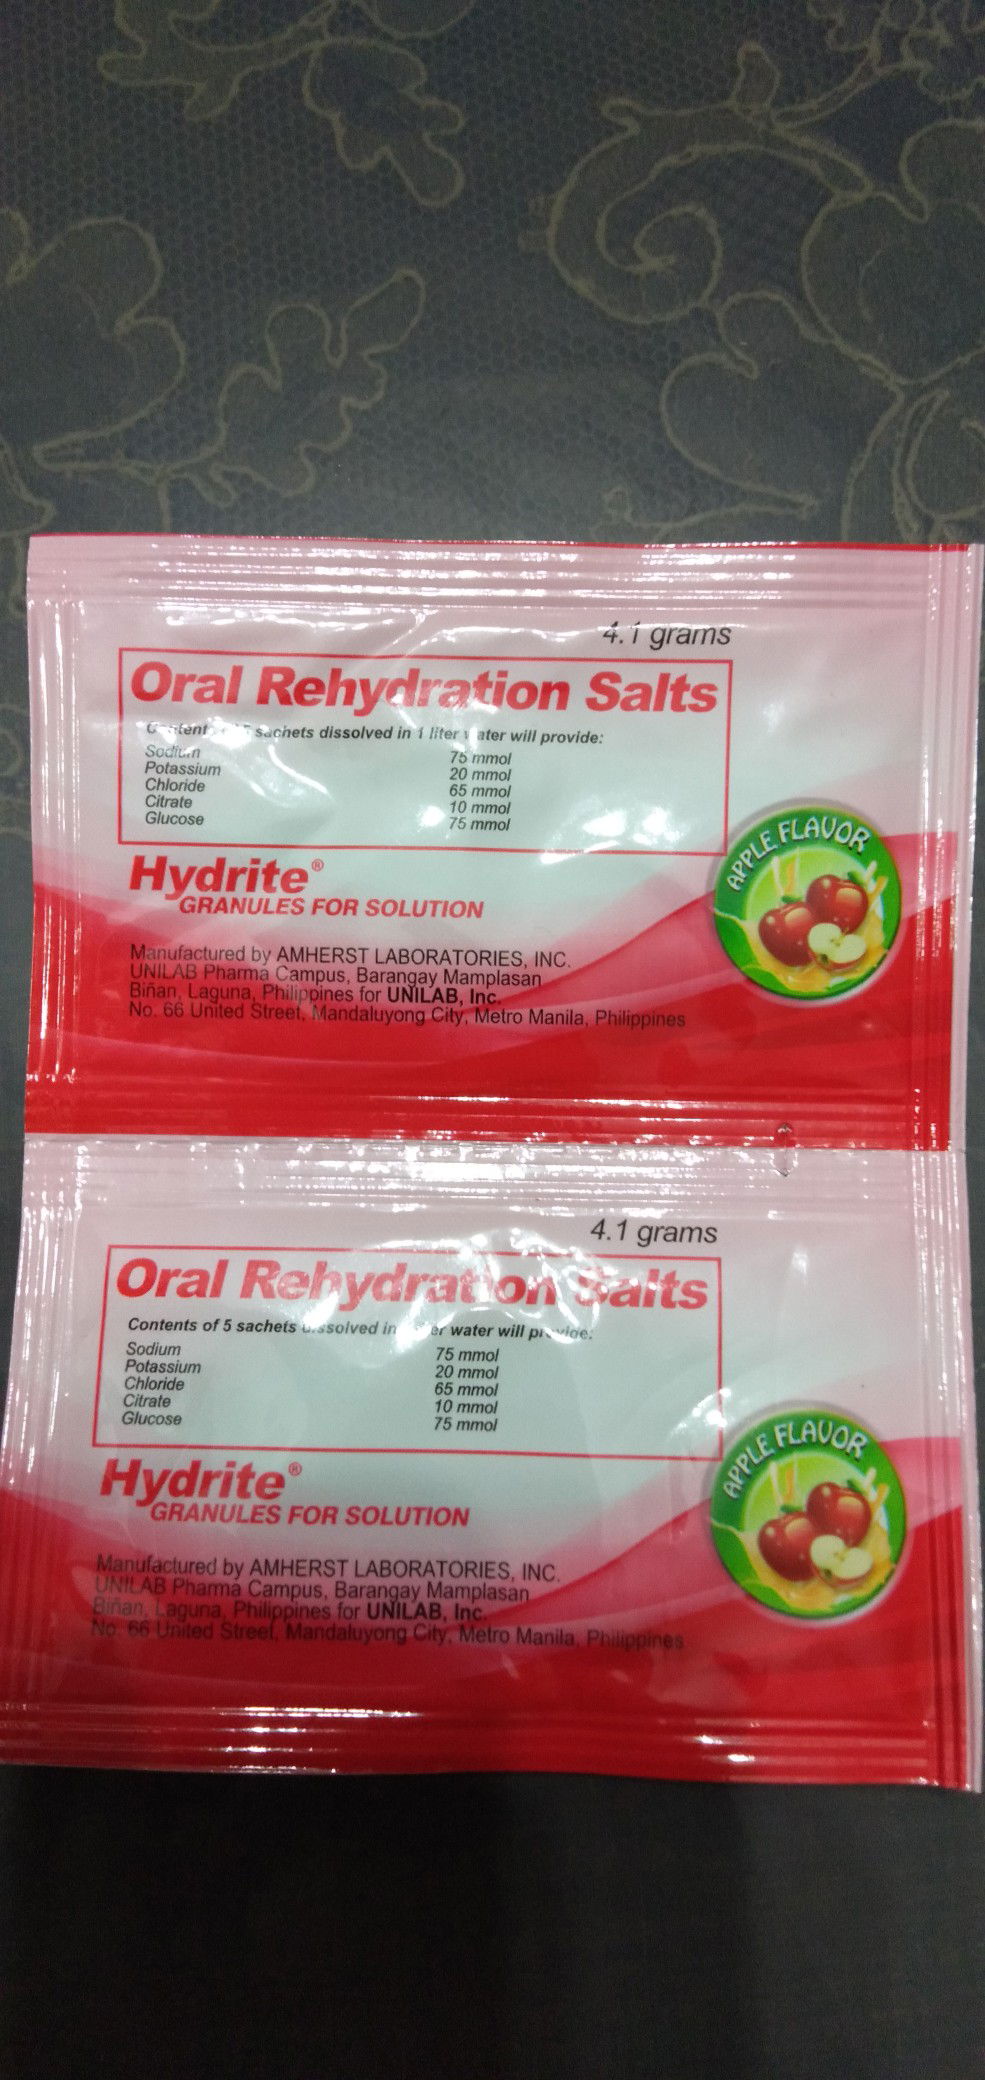 4.1 grams
Oral Rehydration Salts
sachets dissolved in 1 liter water will provide:
Sodium 75 mmol
Potassium 20 mmol
Chloride 65 mmol
Citrate 10 mmol
Glucose 75 mmol
APPLE FLAVOR
Hydrite®
GRANULES FOR SOLUTION
Manufactured by AMHERST LABORATORIES, INC.
UNILAB Pharma Campus, Barangay Mamplasan
Biñan, Laguna, Philippines for UNILAB, Inc.
No. 66 United Street, Mandaluyong City, Metro Manila, Philippines
4.1 grams
Oral Rehydration Salts
Contents of 5 sachets dissolved in water will provide:
Sodium 75 mmol
Potassium 20 mmol
Chloride 65 mmol
Citrate 10 mmol
Glucose 75 mmol
APPLE FLAVOR
Hydrite®
GRANULES FOR SOLUTION
Manufactured by AMHERST LABORATORIES, INC.
UNILAB Pharma Campus, Barangay Mamplasan
Biñan, Laguna, Philippines for UNILAB, Inc.
No. 66 United Street, Mandaluyong City, Metro Manila, Philippines